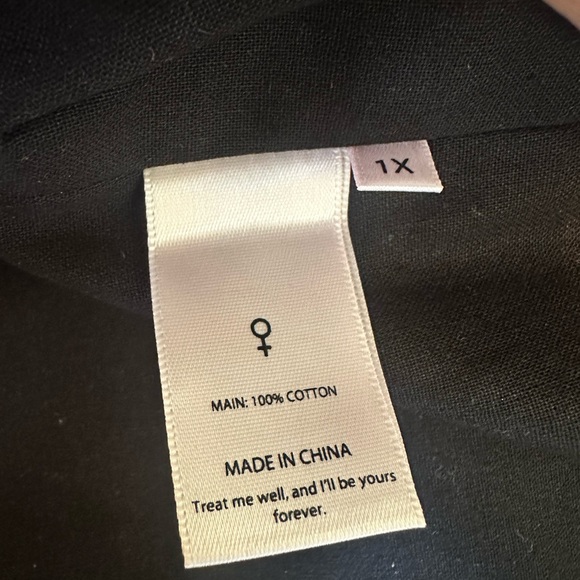 1X
♀
MAIN: 100% COTTON
MADE IN CHINA
Treat me well, and I'll be yours
forever.